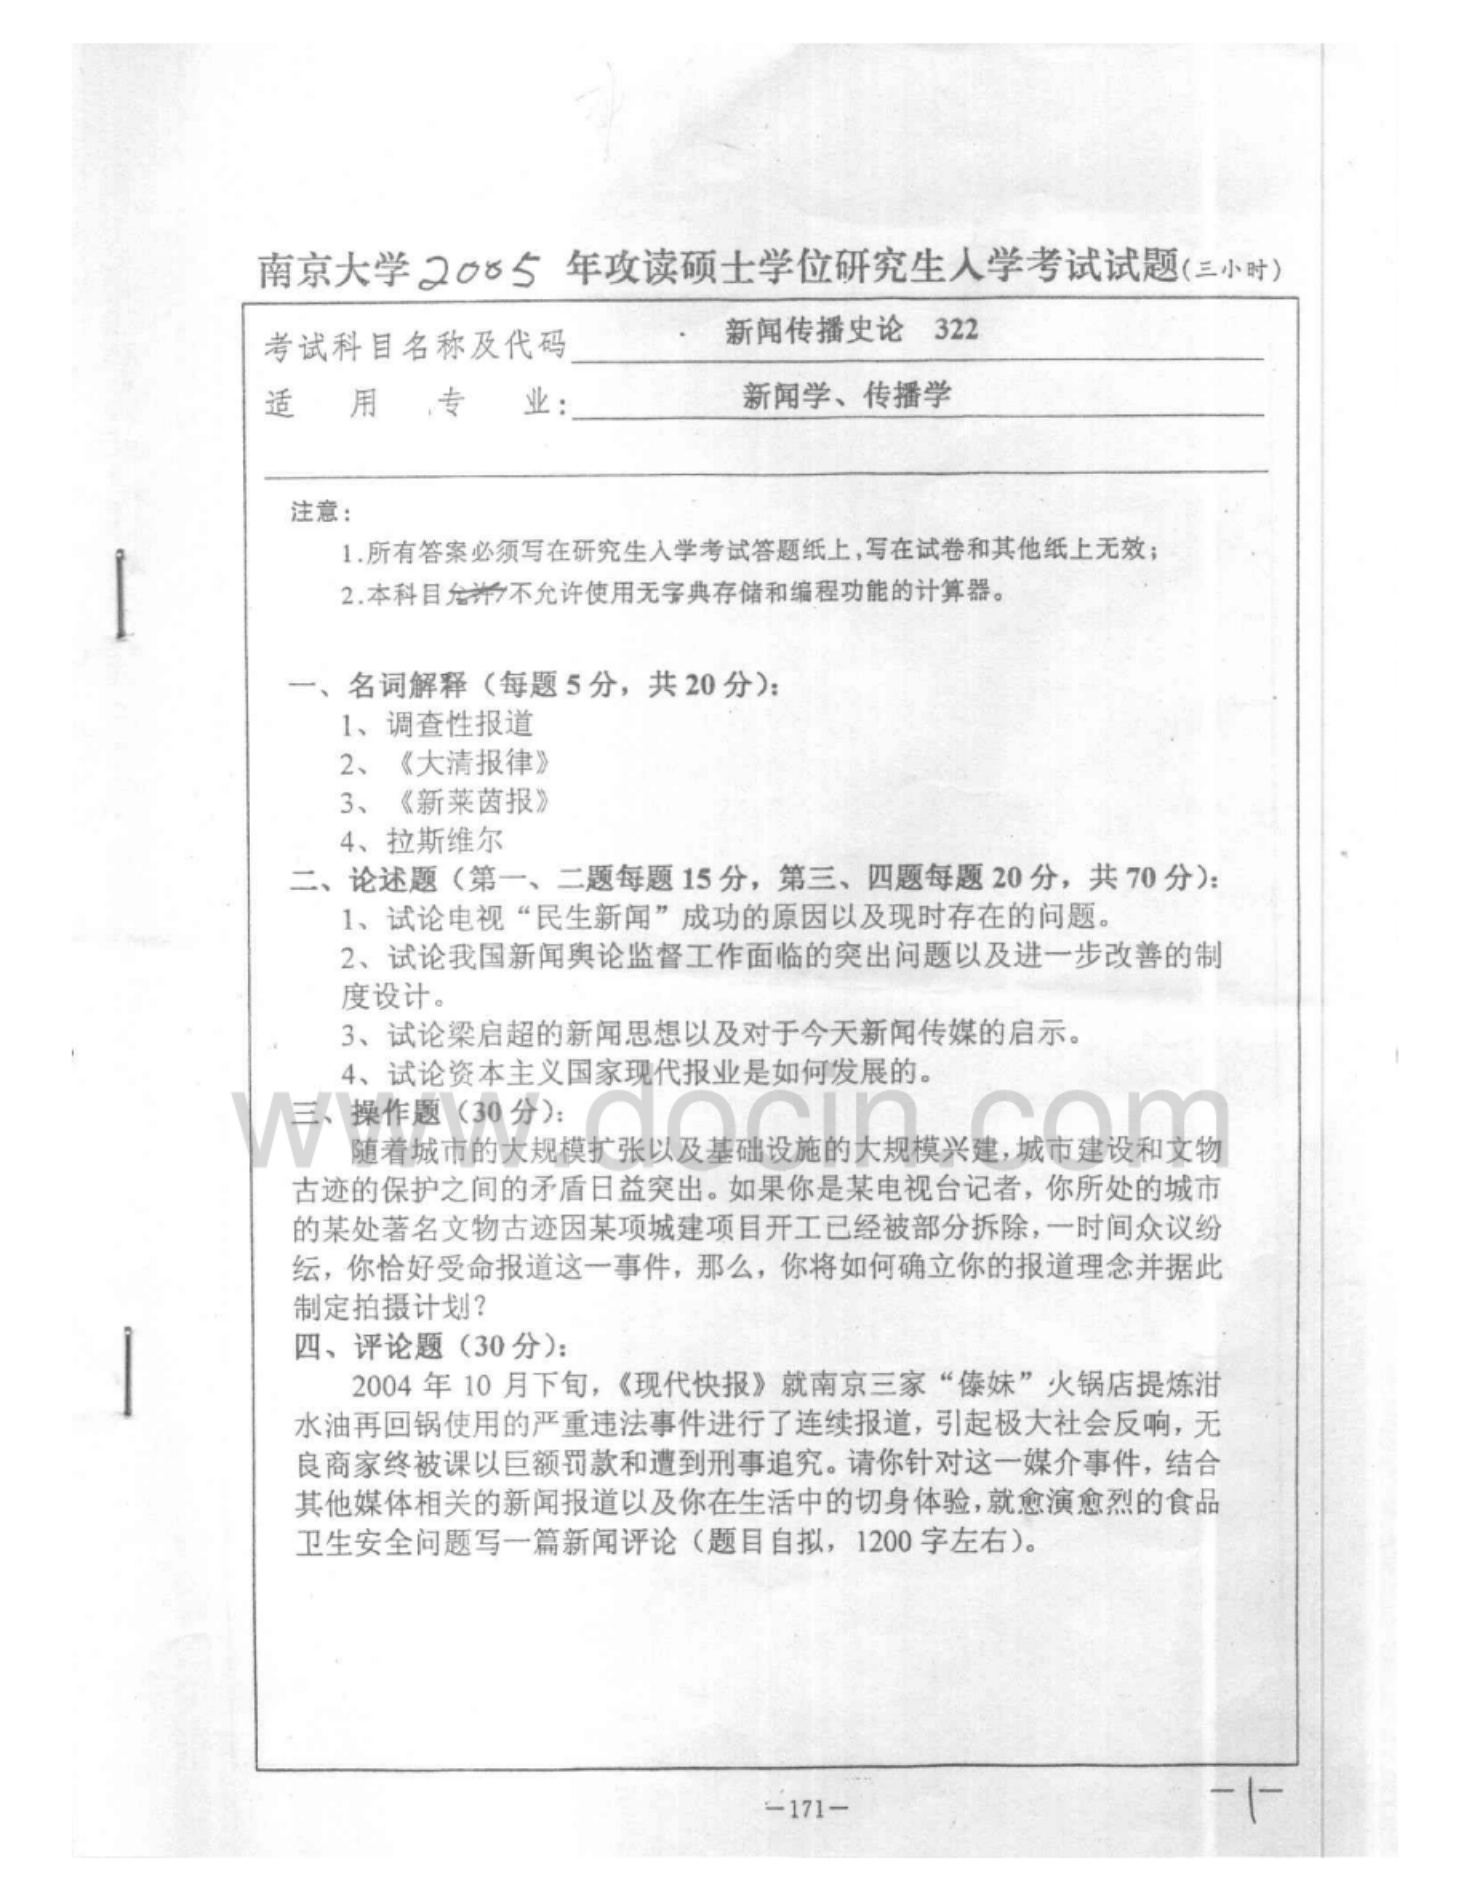 南京大学2005 年攻读硕士学位研究生入学考试试题(三小时)
考试科目名称及代码 新闻传播史论 322
适 用 专 业: 新闻学、传播学
注意:
1.所有答案必须写在研究生入学考试答题纸上,写在试卷和其他纸上无效;
2.本科目允许/不允许使用无字典存储和编程功能的计算器。
一、名词解释（每题 5 分，共 20 分）：
1、调查性报道
2、《大清报律》
3、《新莱茵报》
4、拉斯维尔
二、论述题（第一、二题每题 15 分，第三、四题每题 20 分，共 70 分）：
1、试论电视“民生新闻”成功的原因以及现时存在的问题。
2、试论我国新闻舆论监督工作面临的突出问题以及进一步改善的制
度设计。
3、试论梁启超的新闻思想以及对于今天新闻传媒的启示。
4、试论资本主义国家现代报业是如何发展的。
www.docin.com
三、操作题（30 分）：
随着城市的大规模扩张以及基础设施的大规模兴建，城市建设和文物
古迹的保护之间的矛盾日益突出。如果你是某电视台记者，你所处的城市
的某处著名文物古迹因某项城建项目开工已经被部分拆除，一时间众议纷
纭，你恰好受命报道这一事件，那么，你将如何确立你的报道理念并据此
制定拍摄计划？
四、评论题（30 分）：
2004 年 10 月下旬，《现代快报》就南京三家“傣妹”火锅店提炼泔
水油再回锅使用的严重违法事件进行了连续报道，引起极大社会反响，无
良商家终被课以巨额罚款和遭到刑事追究。请你针对这一媒介事件，结合
其他媒体相关的新闻报道以及你在生活中的切身体验，就愈演愈烈的食品
卫生安全问题写一篇新闻评论（题目自拟，1200 字左右）。
—171—
-1-